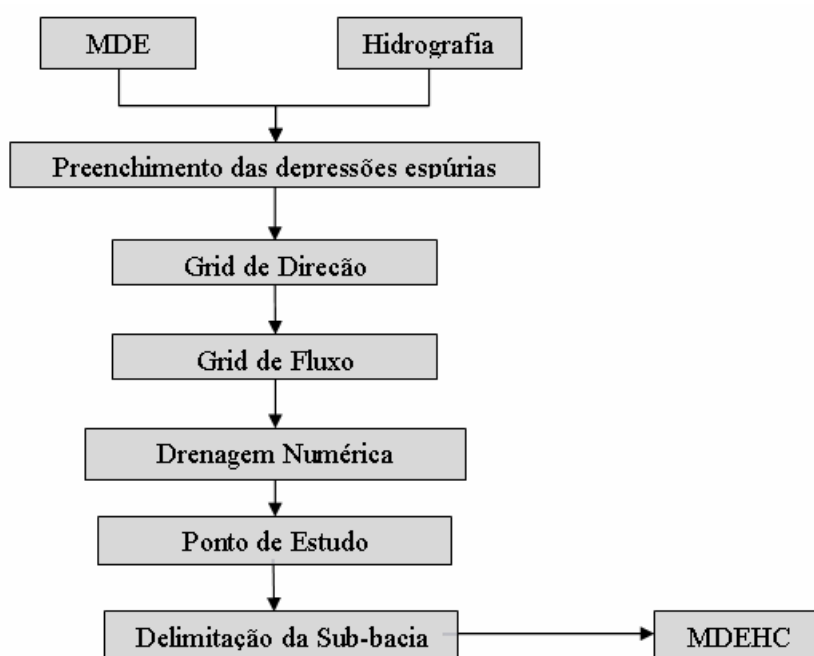 MDE
Hidrografia
Preenchimento das depressões espúrias
Grid de Direcão
Grid de Fluxo
Drenagem Numérica
Ponto de Estudo
Delimitação da Sub-bacia
MDEHC